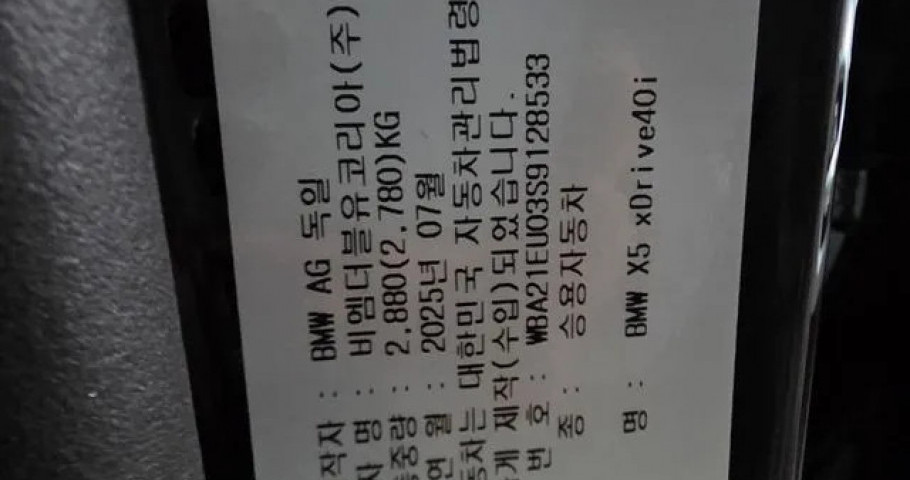 작자 : BMW AG 독일
사 명 : 비엠더블유코리아(주)
총중량 : 2.880(2.780)KG
연 월 : 2025년 07월
동차는 대한민국 자동차관리법령
게 제작(수입)되었습니다.
번 호 : WBA21EU03S9128533
종 : 승용자동차
명 : BMW X5 xDrive40i